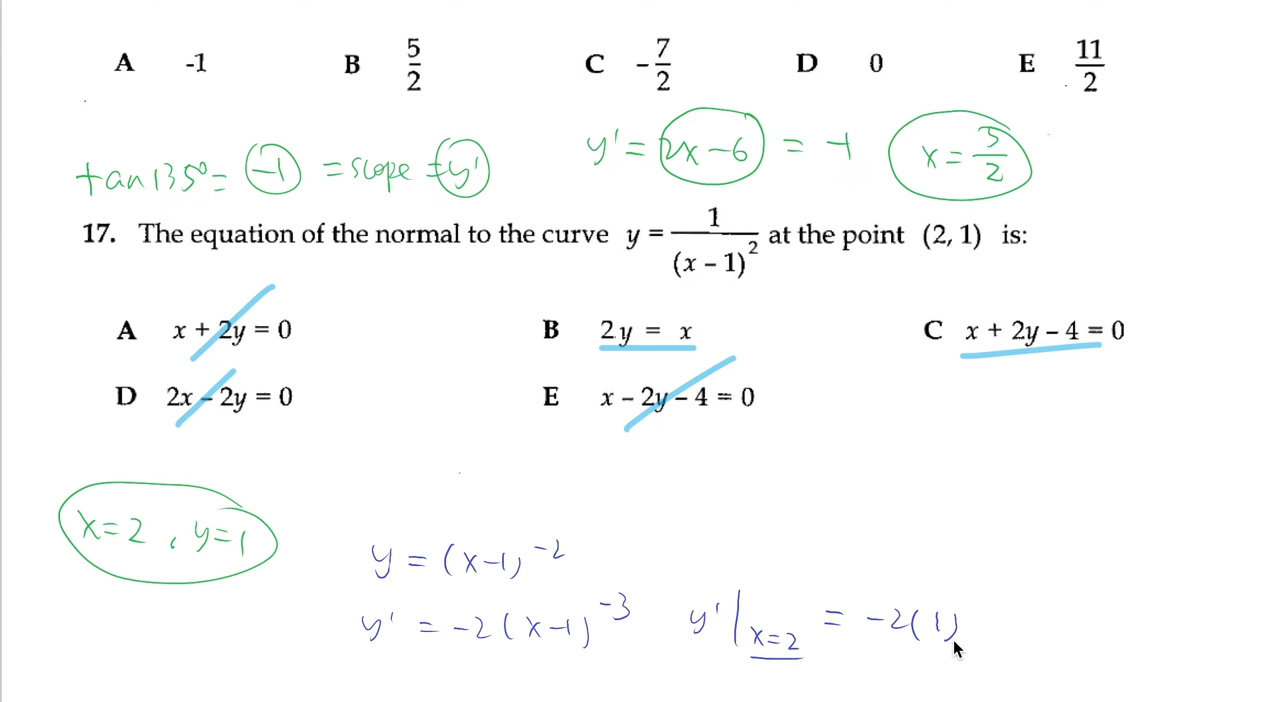 A -1 B 5/2 C -7/2 D 0 E 11/2
y' = 2x-6 = -1 x = 5/2
tan 135° = -1 = slope = y'
17. The equation of the normal to the curve y = 1/(x - 1)^2 at the point (2, 1) is:
A x + 2y = 0 B 2y = x C x + 2y - 4 = 0
D 2x - 2y = 0 E x - 2y - 4 = 0
x=2, y=1
y = (x-1)^-2
y' = -2(x-1)^-3 y'|x=2 = -2(1)